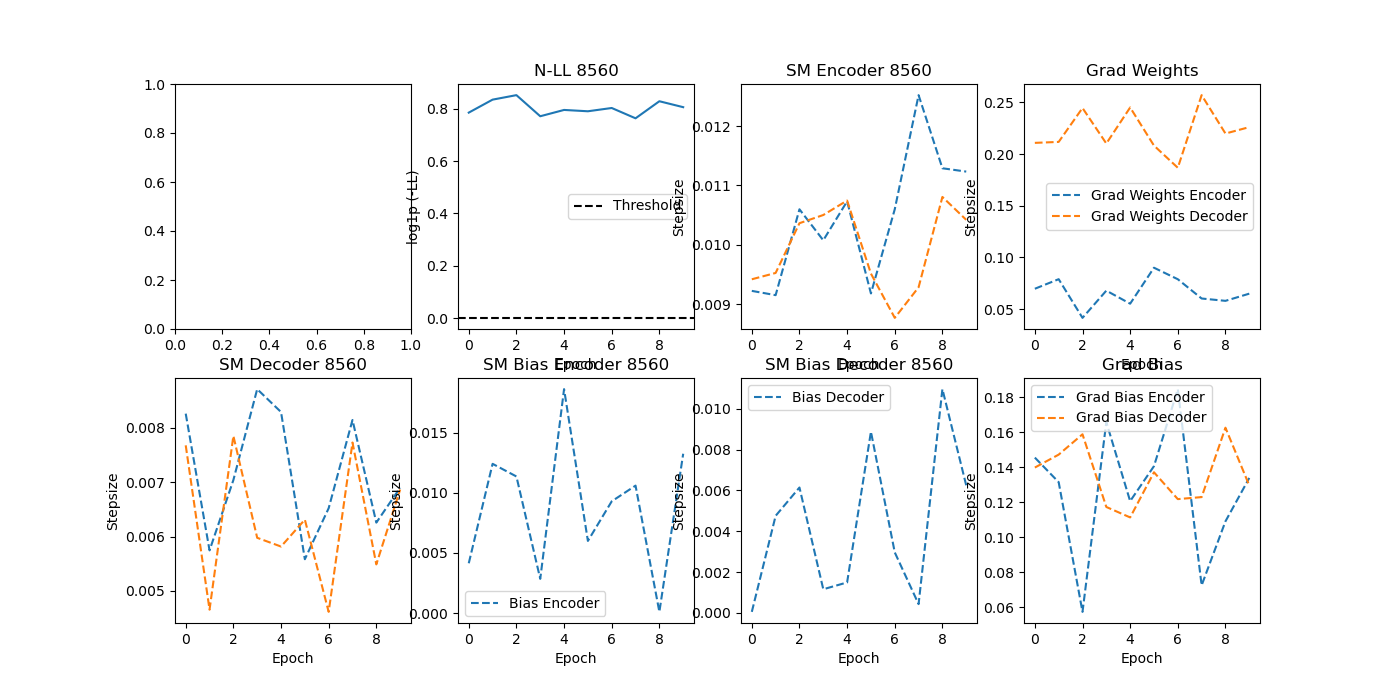 N-LL 8560
SM Encoder 8560
Grad Weights
1.0
0.8
0.6
0.4
0.2
0.0
0.0 0.2 0.4 0.6 0.8 1.0
log1p (-LL)
0.8
0.6
0.4
0.2
0.0
Threshold
0 2 4 6 8
Epoch
Stepsize
0.012
0.011
0.010
0.009
0 2 4 6 8
Epoch
Stepsize
0.25
0.20
0.15
0.10
0.05
Grad Weights Encoder
Grad Weights Decoder
0 2 4 6 8
Epoch
SM Decoder 8560
SM Bias Encoder 8560
SM Bias Decoder 8560
Grad Bias
Stepsize
0.008
0.007
0.006
0.005
0 2 4 6 8
Epoch
Stepsize
0.015
0.010
0.005
0.000
Bias Encoder
0 2 4 6 8
Epoch
Stepsize
0.010
0.008
0.006
0.004
0.002
0.000
Bias Decoder
0 2 4 6 8
Epoch
Stepsize
0.18
0.16
0.14
0.12
0.10
0.08
0.06
Grad Bias Encoder
Grad Bias Decoder
0 2 4 6 8
Epoch